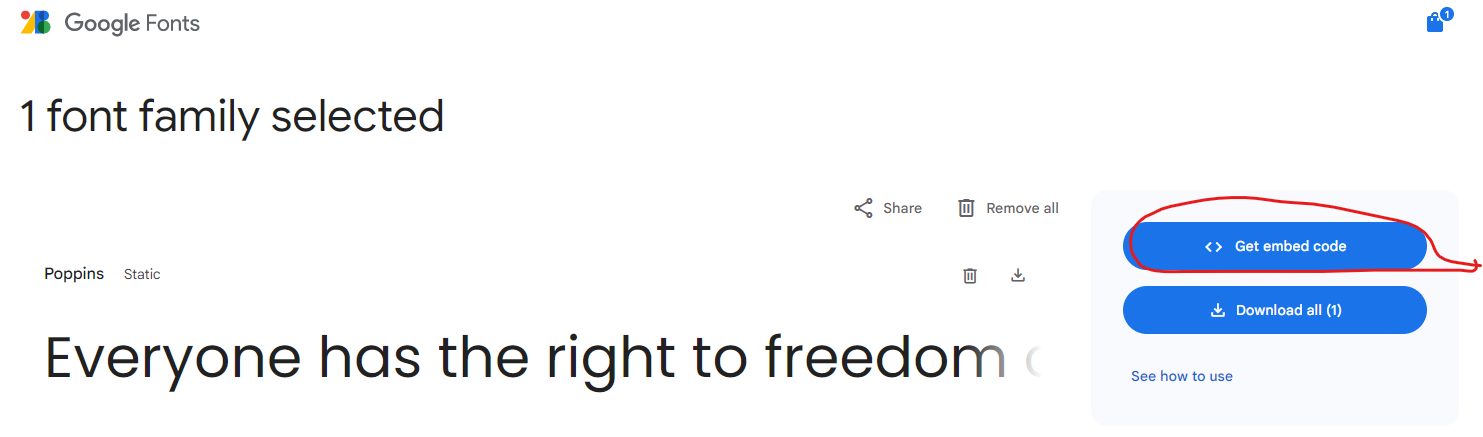 Google Fonts
1
1 font family selected
Share
Remove all
Get embed code
Poppins
Static
Download all (1)
Everyone has the right to freedom
See how to use